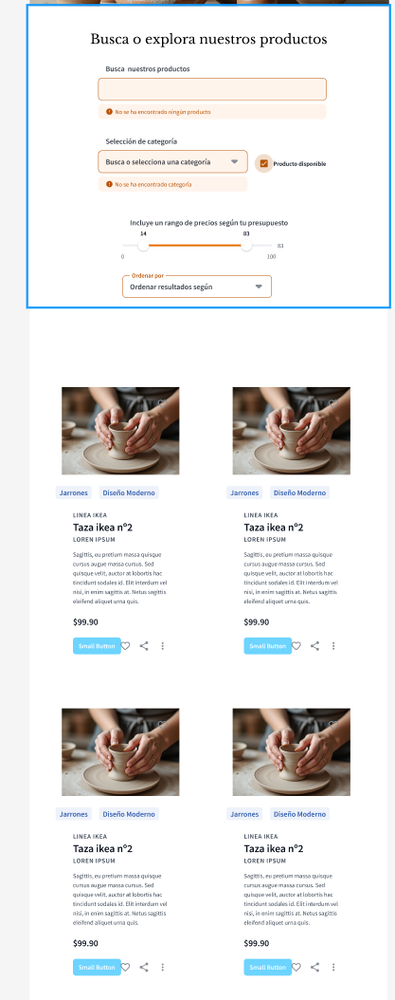 Busca o explora nuestros productos
Busca nuestros productos
No se ha encontrado ningún producto
Selección de categoría
Busca o selecciona una categoría
Producto disponible
No se ha encontrado categoría
Incluye un rango de precios según tu presupuesto
14 83
83
0 100
Ordenar por
Ordenar resultados según
Jarrones Diseño Moderno
LINEA IKEA
Taza ikea nº2
LOREM IPSUM
Sagittis, eu pretium massa quisque
cursus augue massa cursus. Sed
quisque velit, auctor at lobortis hac
tincidunt sodales id. Elit interdum vel
nisi, in enim sagittis at. Netus sagittis
eleifend aliquet urna quis.
$99.90
Small Button
Jarrones Diseño Moderno
LINEA IKEA
Taza ikea nº2
LOREM IPSUM
Sagittis, eu pretium massa quisque
cursus augue massa cursus. Sed
quisque velit, auctor at lobortis hac
tincidunt sodales id. Elit interdum vel
nisi, in enim sagittis at. Netus sagittis
eleifend aliquet urna quis.
$99.90
Small Button
Jarrones Diseño Moderno
LINEA IKEA
Taza ikea nº2
LOREM IPSUM
Sagittis, eu pretium massa quisque
cursus augue massa cursus. Sed
quisque velit, auctor at lobortis hac
tincidunt sodales id. Elit interdum vel
nisi, in enim sagittis at. Netus sagittis
eleifend aliquet urna quis.
$99.90
Small Button
Jarrones Diseño Moderno
LINEA IKEA
Taza ikea nº2
LOREM IPSUM
Sagittis, eu pretium massa quisque
cursus augue massa cursus. Sed
quisque velit, auctor at lobortis hac
tincidunt sodales id. Elit interdum vel
nisi, in enim sagittis at. Netus sagittis
eleifend aliquet urna quis.
$99.90
Small Button